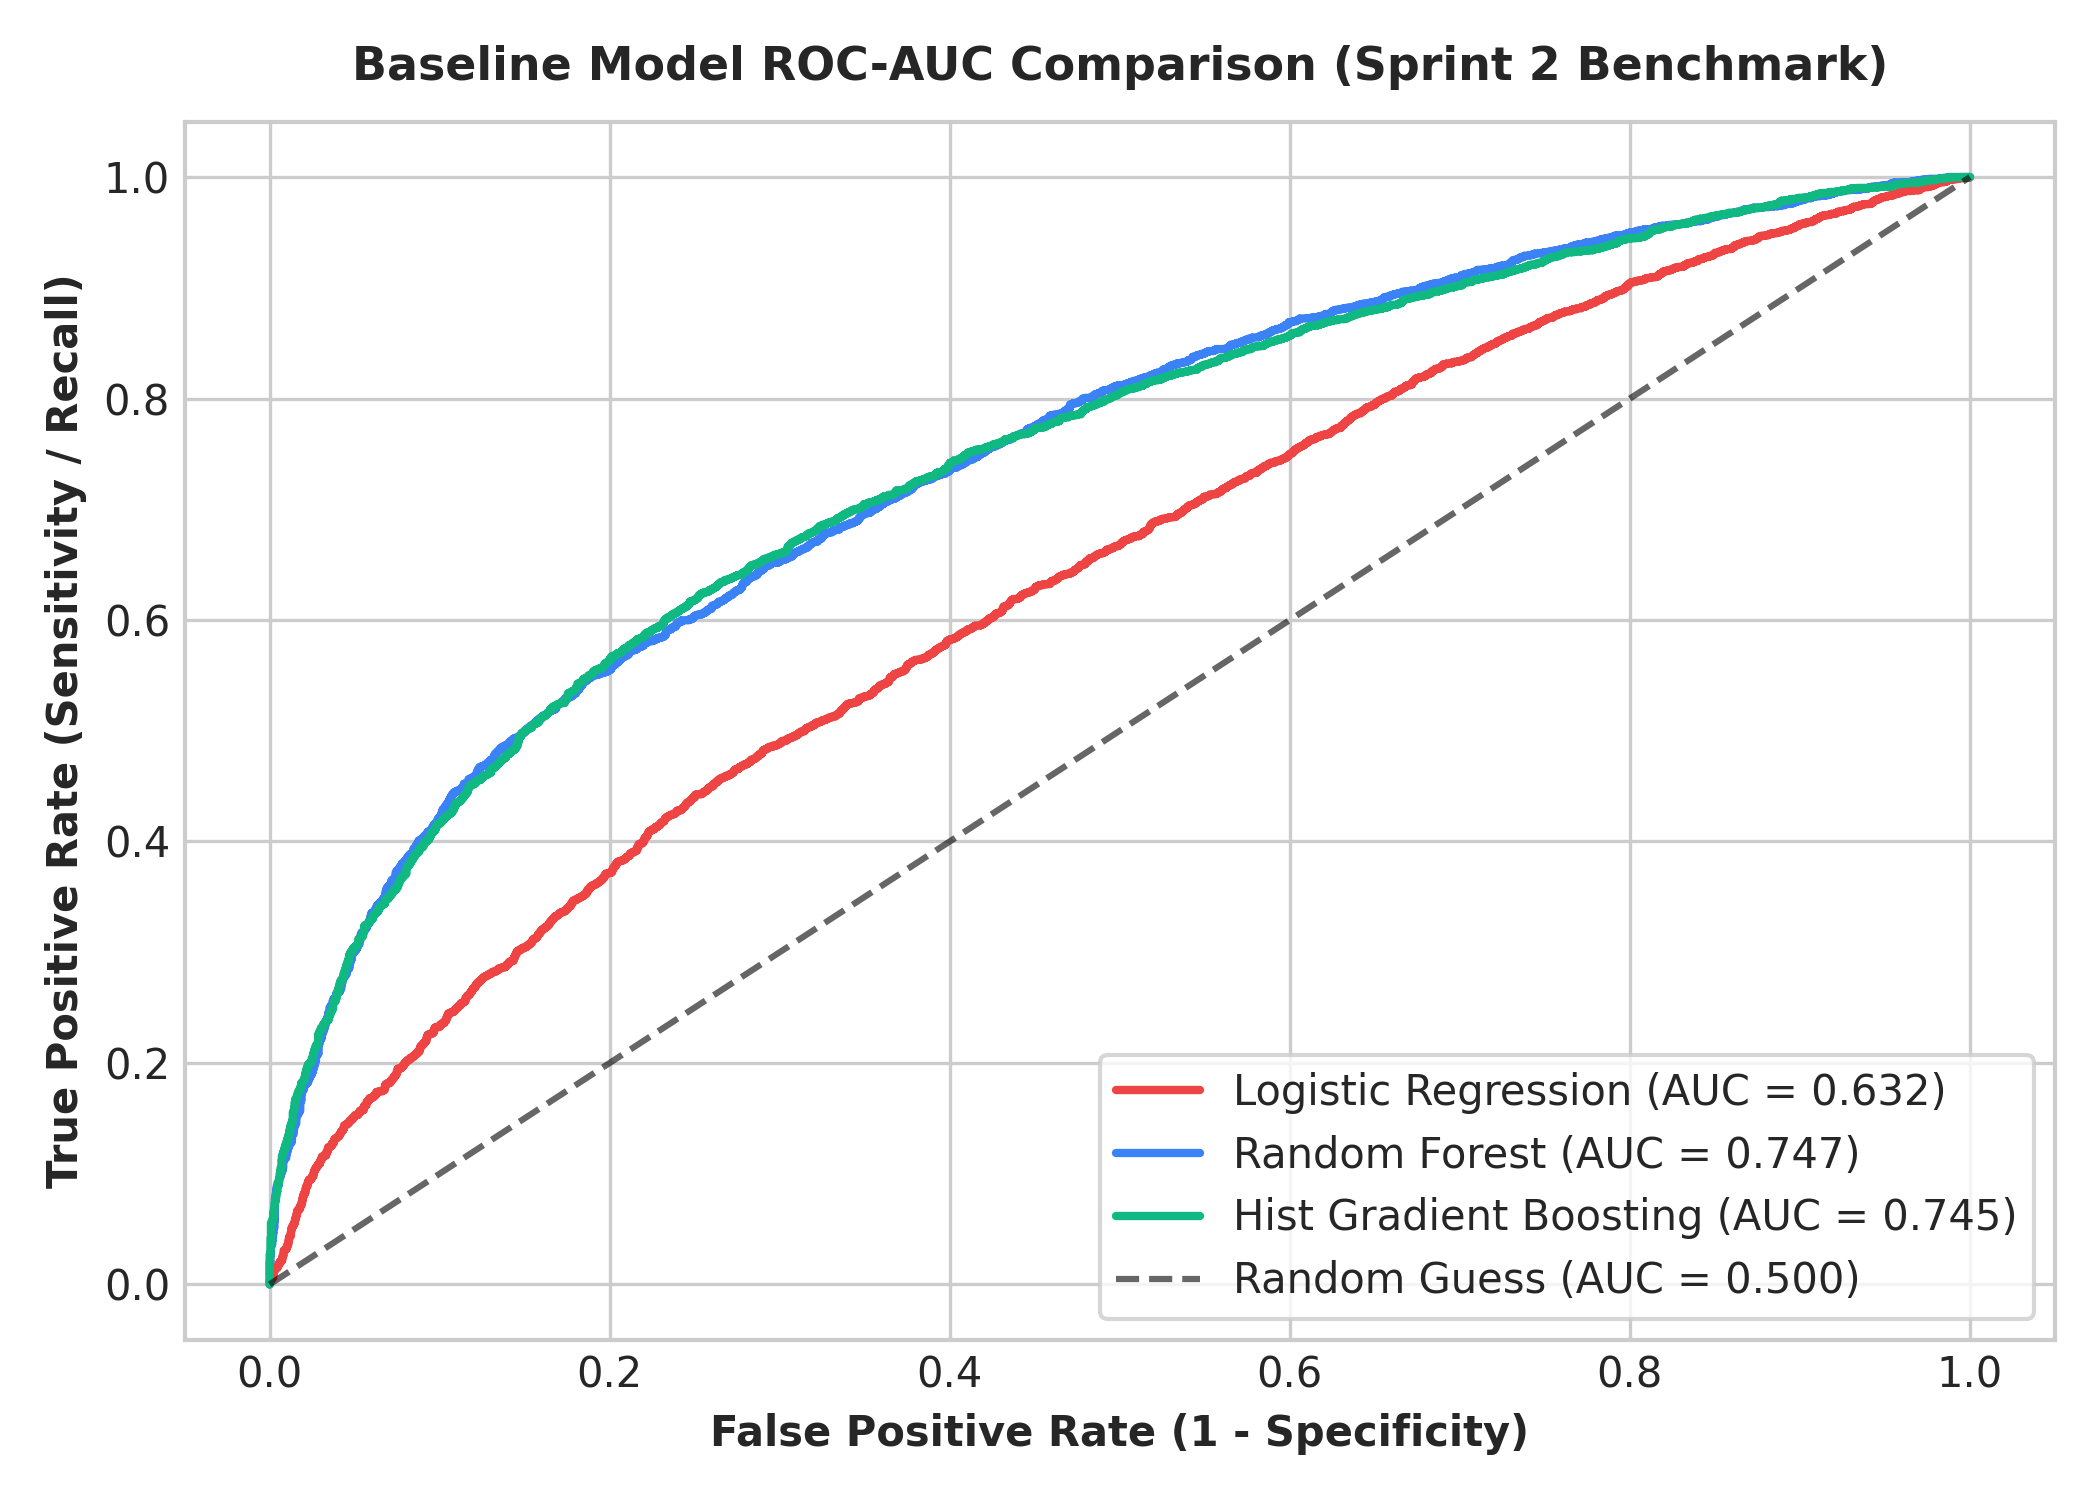 Baseline Model ROC-AUC Comparison (Sprint 2 Benchmark)
True Positive Rate (Sensitivity / Recall)
1.0
0.8
0.6
0.4
0.2
0.0
Logistic Regression (AUC = 0.632)
Random Forest (AUC = 0.747)
Hist Gradient Boosting (AUC = 0.745)
Random Guess (AUC = 0.500)
0.0 0.2 0.4 0.6 0.8 1.0
False Positive Rate (1 - Specificity)